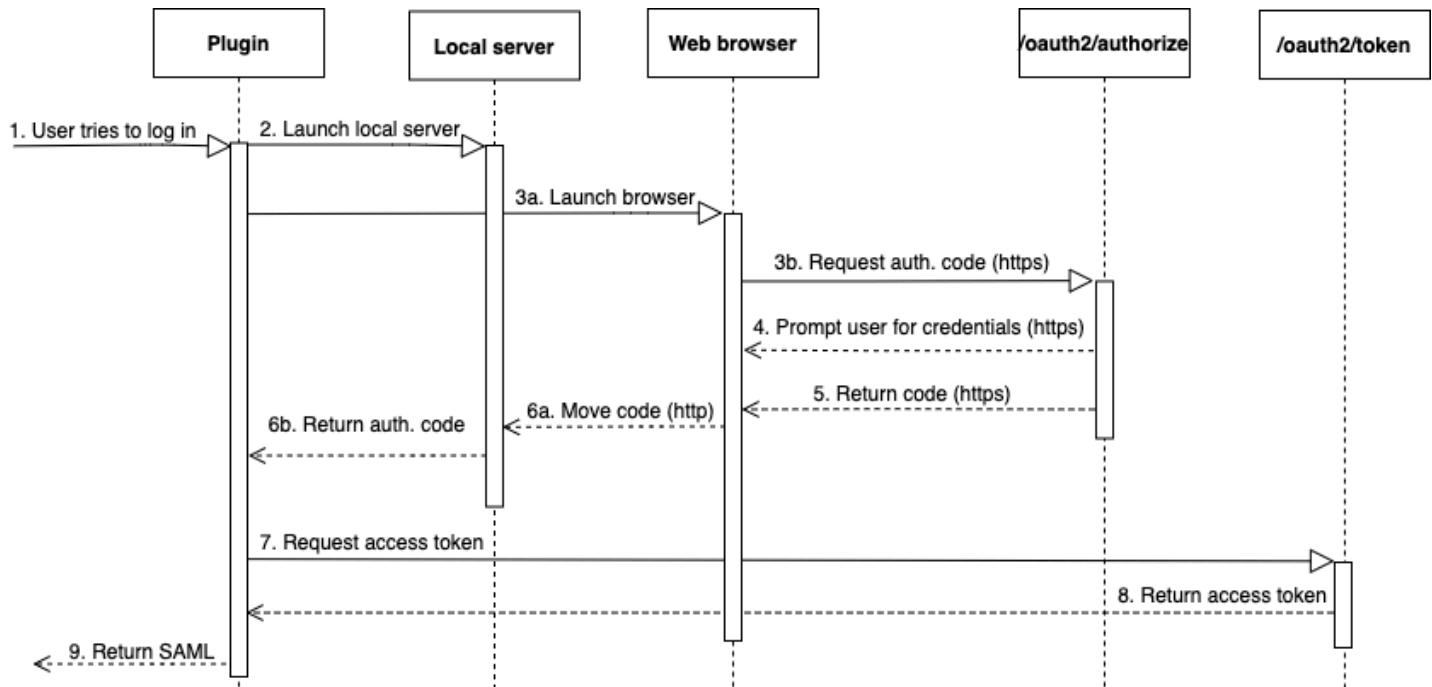 Plugin
Local server
Web browser
/oauth2/authorize
/oauth2/token
1. User tries to log in
2. Launch local server
3a. Launch browser
3b. Request auth. code (https)
4. Prompt user for credentials (https)
5. Return code (https)
6a. Move code (http)
6b. Return auth. code
7. Request access token
8. Return access token
9. Return SAML